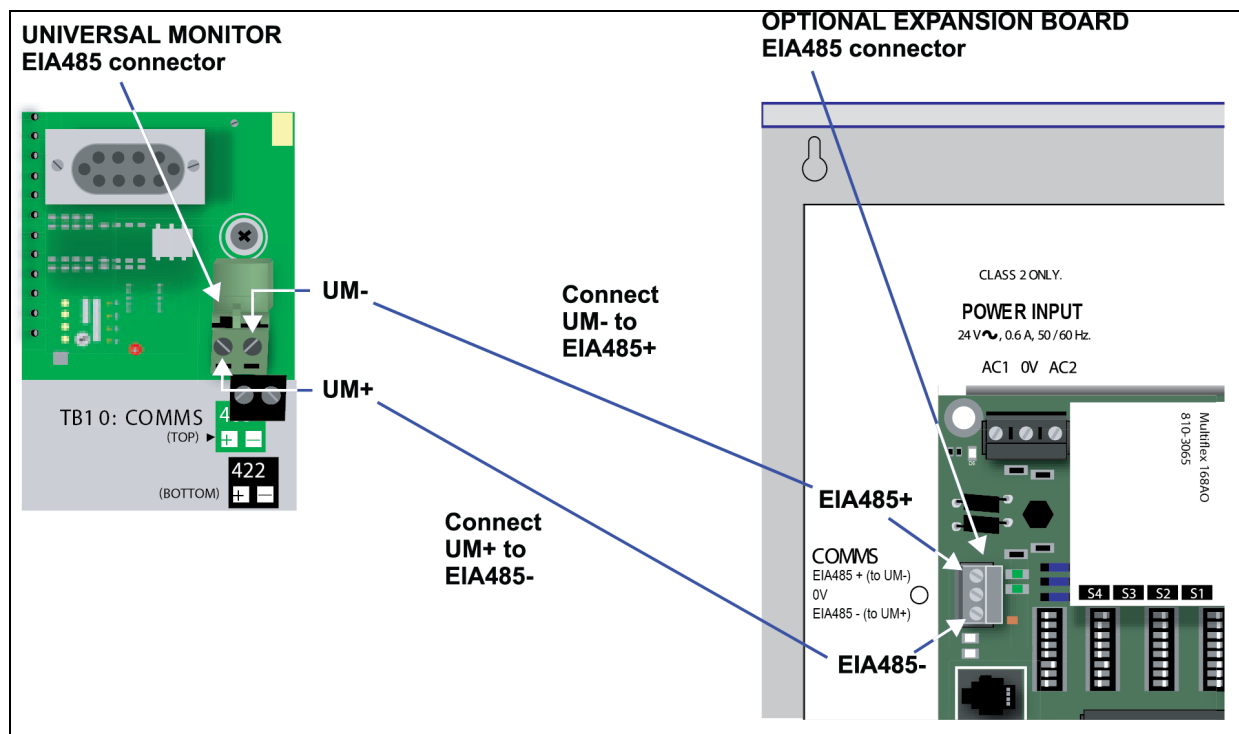 UNIVERSAL MONITOR
EIA485 connector
OPTIONAL EXPANSION BOARD
EIA485 connector
UM-
UM+
Connect
UM- to
EIA485+
Connect
UM+ to
EIA485-
TB10: COMMS
(TOP)
+ –
422
(BOTTOM)
+ –
CLASS 2 ONLY.
POWER INPUT
24 V~, 0.6 A, 50/60 Hz.
AC1 0V AC2
Multiflex 168AO
810-3065
EIA485+
COMMS
EIA485 + (to UM-)
0V
EIA485 - (to UM+)
EIA485-
S4 S3 S2 S1